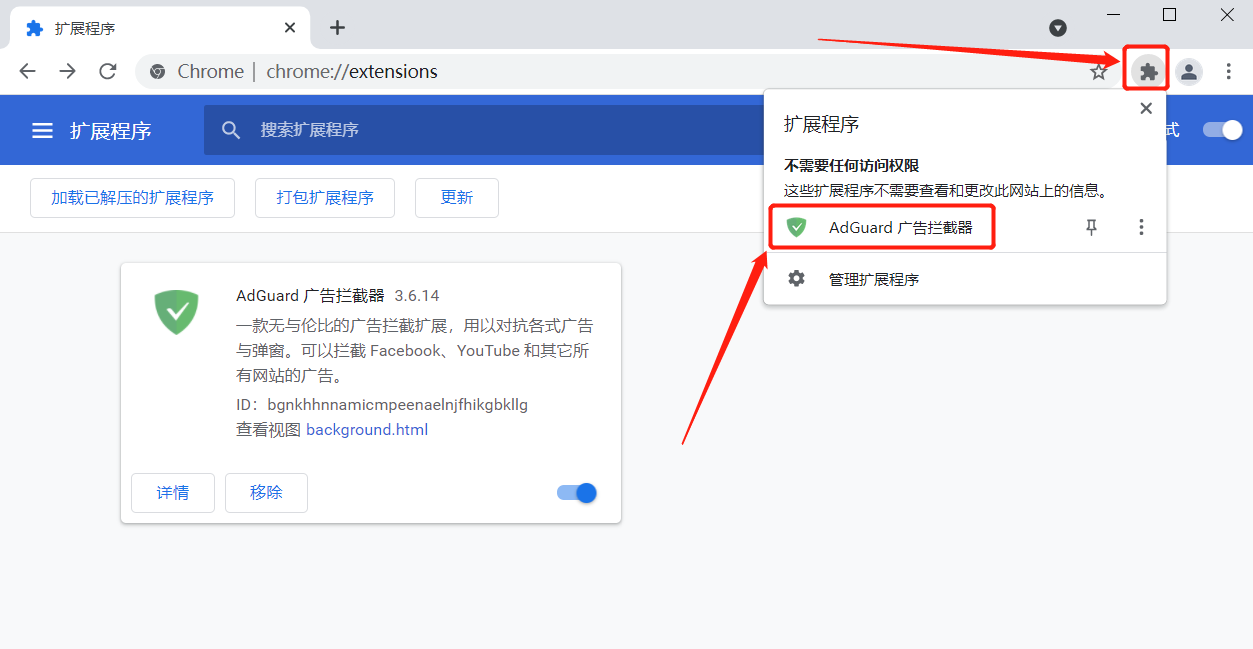 扩展程序
Chrome | chrome://extensions
扩展程序
搜索扩展程序
式
加载已解压的扩展程序
打包扩展程序
更新
扩展程序
不需要任何访问权限
这些扩展程序不需要查看和更改此网站上的信息。
AdGuard 广告拦截器
管理扩展程序
AdGuard 广告拦截器 3.6.14
一款无与伦比的广告拦截扩展，用以对抗各式广告
与弹窗。可以拦截 Facebook、YouTube 和其它所
有网站的广告。
ID：bgnkhhnnamicmpeenaelnjfhikgbkllg
查看视图 background.html
详情
移除